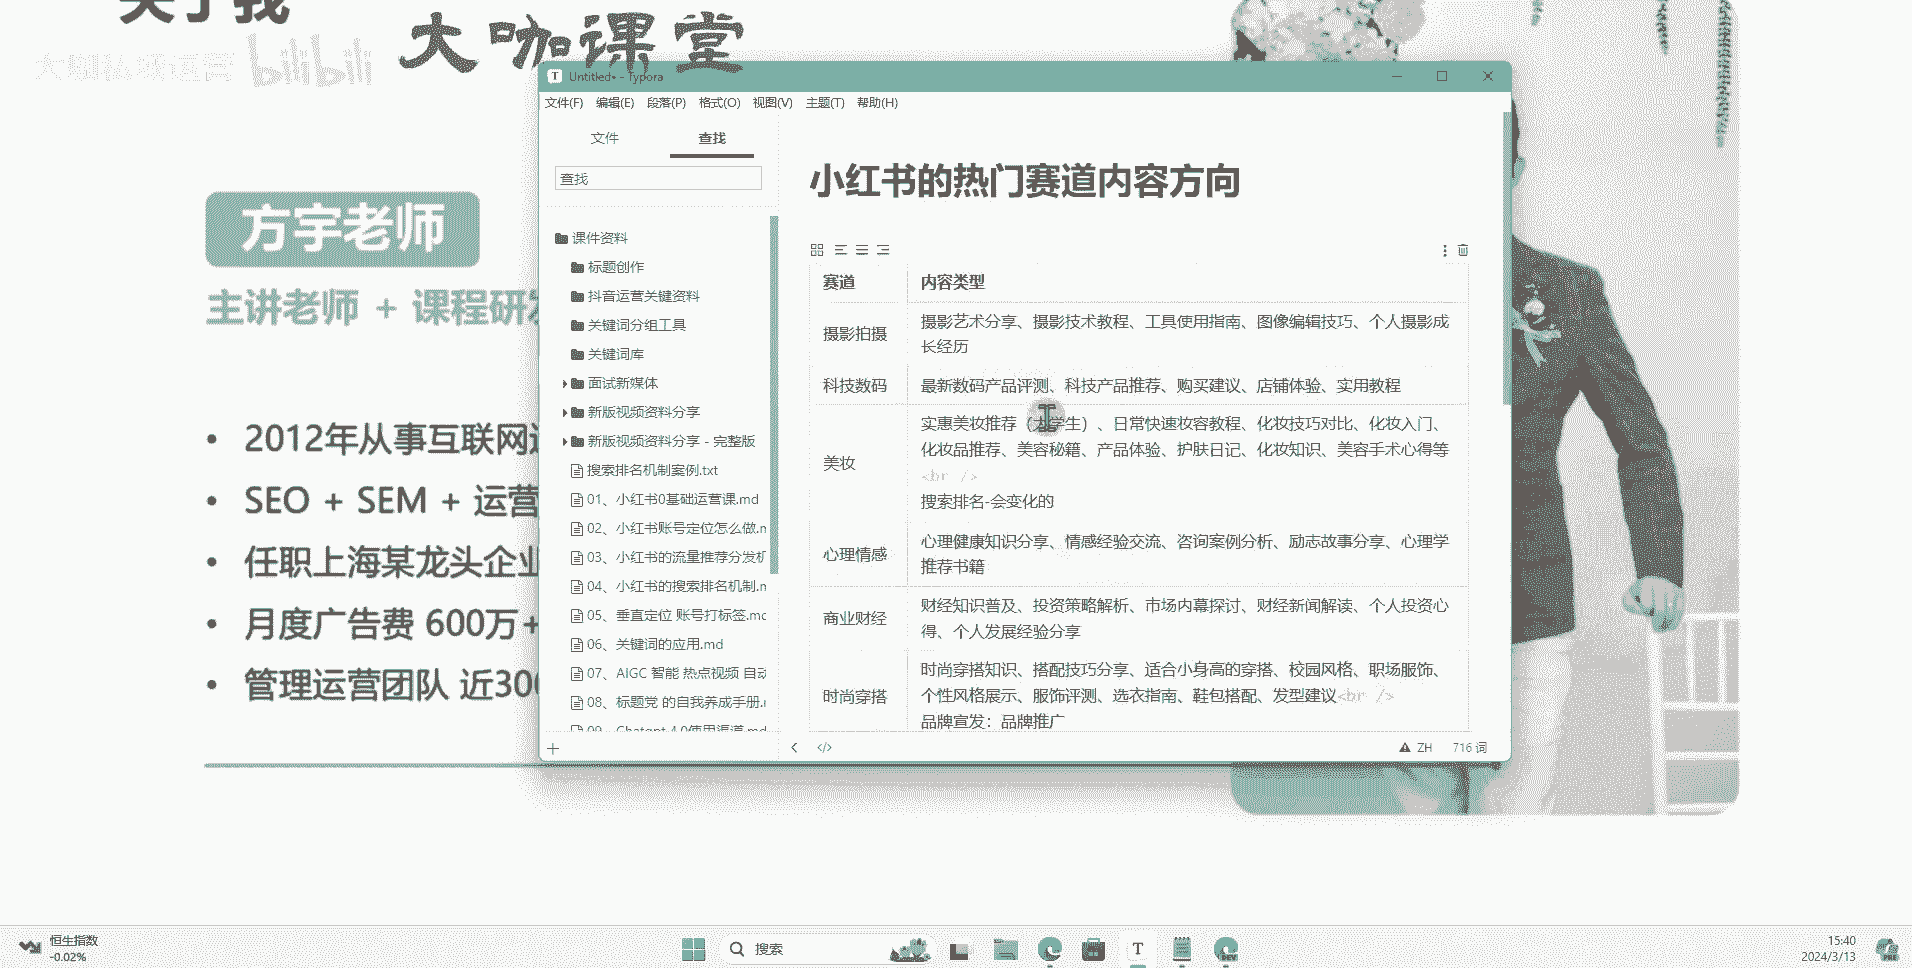 关于我
大咖课堂
大咖私域运营 bilibili
方宇老师
主讲老师 + 课程研发
2012年从事互联网
SEO + SEM + 运营
任职上海某龙头企业
月度广告费 600万+
管理运营团队 近300
Untitled• - Typora
文件(F) 编辑(E) 段落(P) 格式(O) 视图(V) 主题(T) 帮助(H)
文件 查找
查找
课件资料
标题创作
抖音运营关键资料
关键词分组工具
关键词库
面试新媒体
新版视频资料分享
新版视频资料分享 - 完整版
搜索排名机制案例.txt
01、小红书0基础运营课.md
02、小红书账号定位怎么做.m
03、小红书的流量推荐分发机
04、小红书的搜索排名机制.m
05、垂直定位 账号打标签.md
06、关键词的应用.md
07、AIGC 智能 热点视频 自动
08、标题党 的自我养成手册.m
09、Chatgpt 4.0使用渠道.md
小红书的热门赛道内容方向
赛道 内容类型
摄影拍摄 摄影艺术分享、摄影技术教程、工具使用指南、图像编辑技巧、个人摄影成
长经历
科技数码 最新数码产品评测、科技产品推荐、购买建议、店铺体验、实用教程
美妆 实惠美妆推荐（大学生）、日常快速妆容教程、化妆技巧对比、化妆入门、
化妆品推荐、美容秘籍、产品体验、护肤日记、化妆知识、美容手术心得等
<br />
搜索排名-会变化的
心理情感 心理健康知识分享、情感经验交流、咨询案例分析、励志故事分享、心理学
推荐书籍
商业财经 财经知识普及、投资策略解析、市场内幕探讨、财经新闻解读、个人投资心
得、个人发展经验分享
时尚穿搭 时尚穿搭知识、搭配技巧分享、适合小身高的穿搭、校园风格、职场服饰、
个性风格展示、服饰评测、选衣指南、鞋包搭配、发型建议<br />
品牌宣发：品牌推广
</> ZH 716 词
恒生指数
-0.02%
搜索
T
DEV
15:40
2024/3/13
PRE